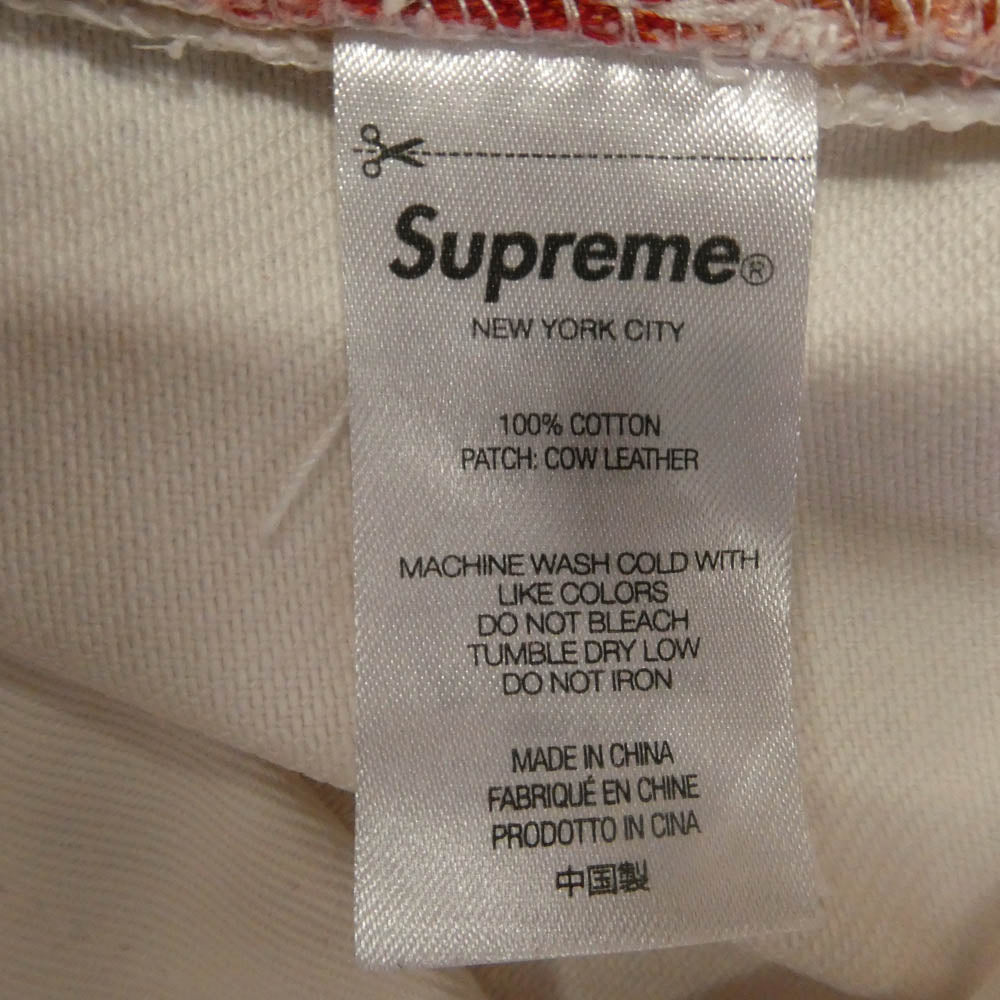 Supreme®
NEW YORK CITY
100% COTTON
PATCH: COW LEATHER
MACHINE WASH COLD WITH
LIKE COLORS
DO NOT BLEACH
TUMBLE DRY LOW
DO NOT IRON
MADE IN CHINA
FABRIQUÉ EN CHINE
PRODOTTO IN CINA
中国製